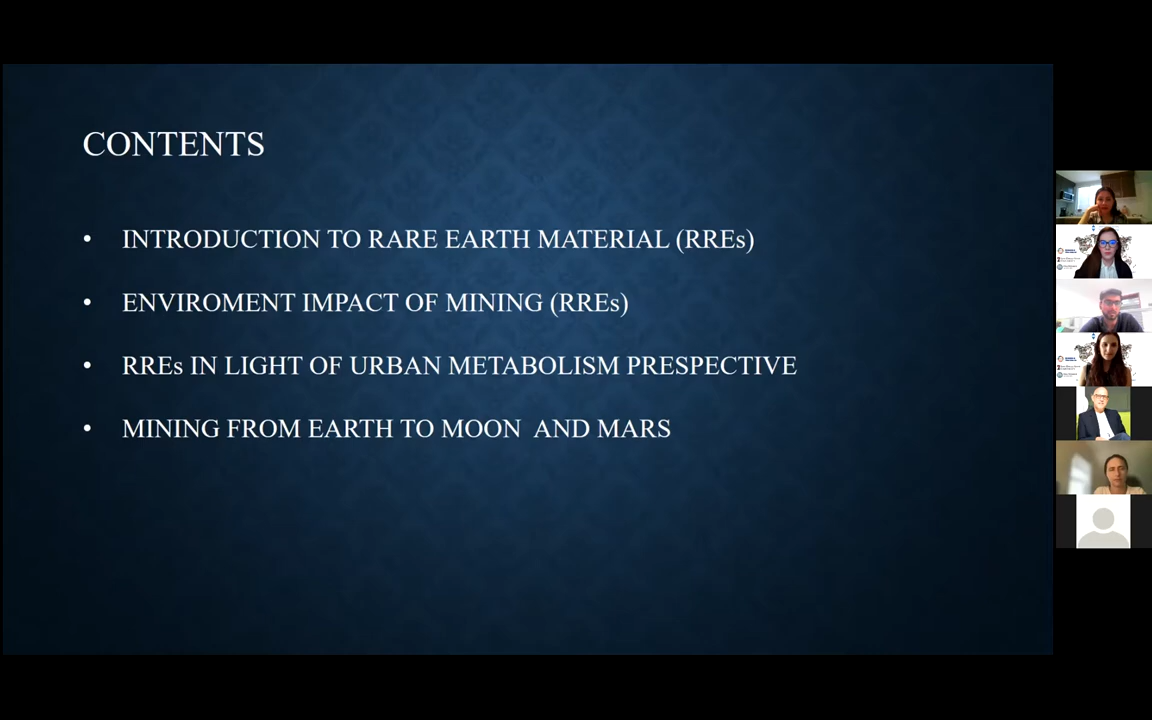 CONTENTS
• INTRODUCTION TO RARE EARTH MATERIAL (RREs)
• ENVIROMENT IMPACT OF MINING (RREs)
• RREs IN LIGHT OF URBAN METABOLISM PRESPECTIVE
• MINING FROM EARTH TO MOON AND MARS